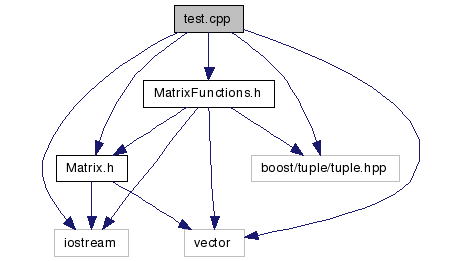 test.cpp
MatrixFunctions.h
Matrix.h
boost/tuple/tuple.hpp
iostream
vector